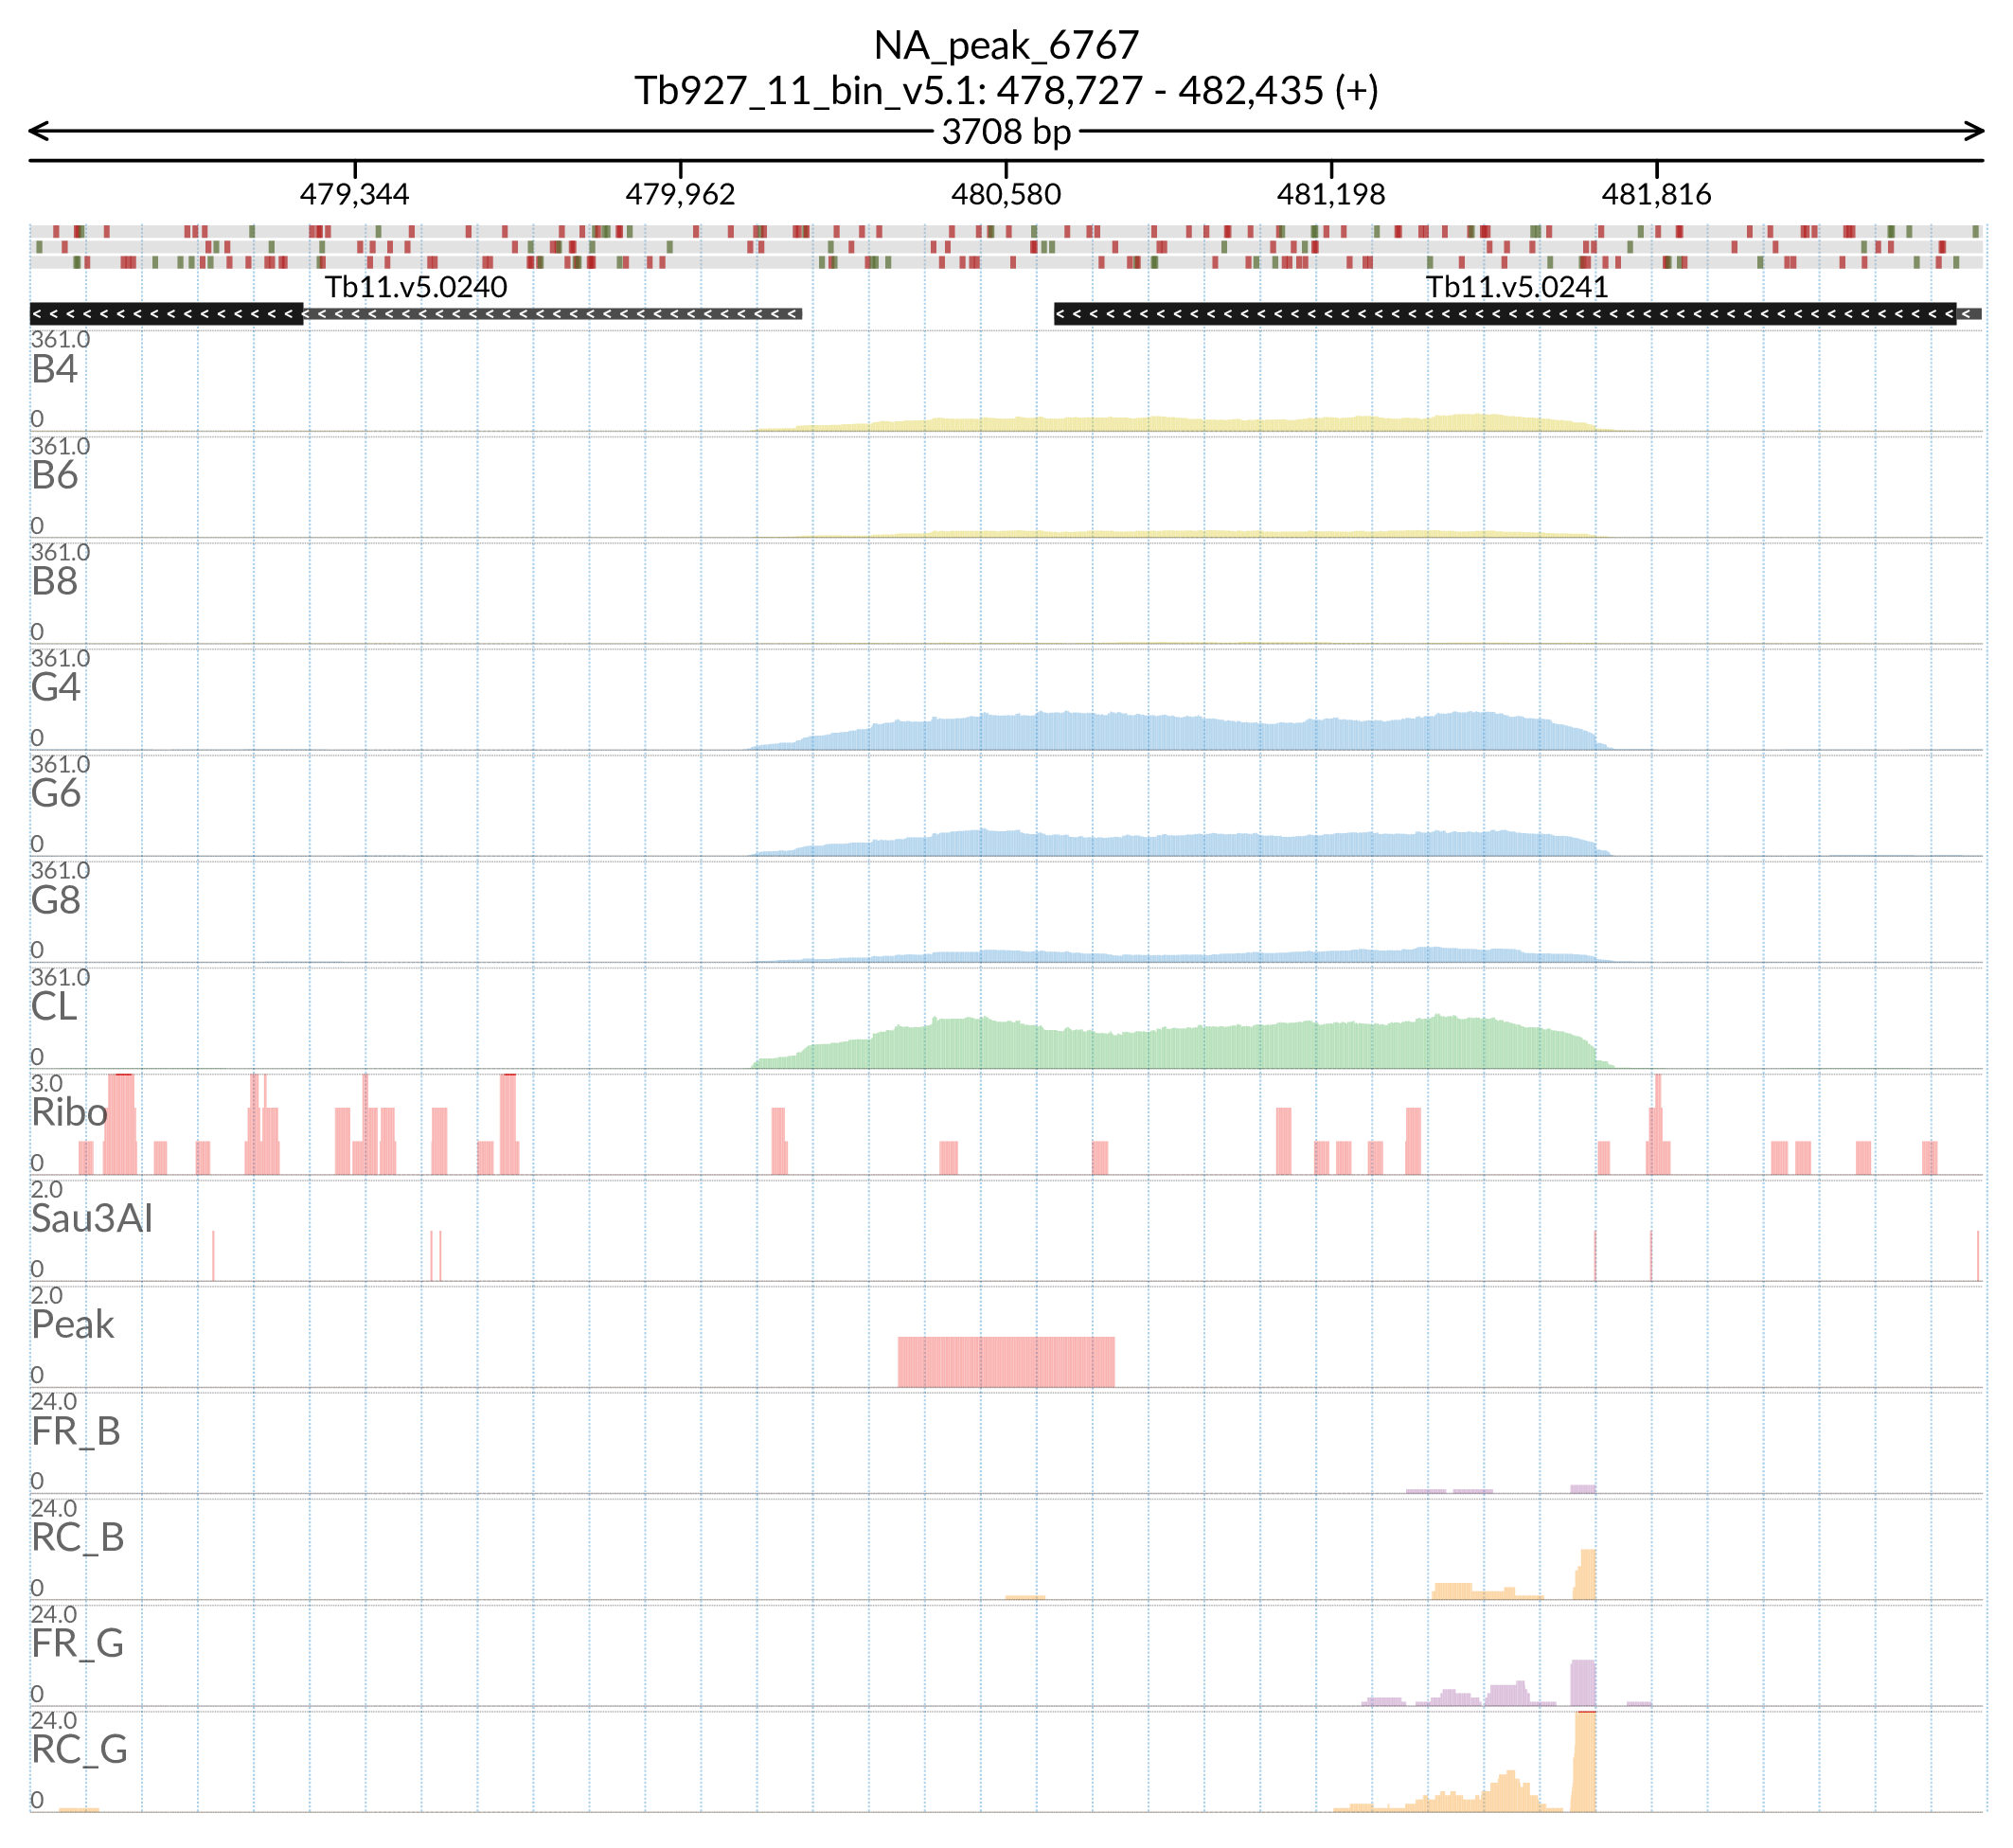 NA_peak_6767
Tb927_11_bin_v5.1: 478,727 - 482,435 (+)
3708 bp
479,344 479,962 480,580 481,198 481,816
Tb11.v5.0240 Tb11.v5.0241
361.0
B4
0
361.0
B6
0
361.0
B8
0
361.0
G4
0
361.0
G6
0
361.0
G8
0
361.0
CL
0
3.0
Ribo
0
2.0
Sau3AI
0
2.0
Peak
0
24.0
FR_B
0
24.0
RC_B
0
24.0
FR_G
0
24.0
RC_G
0